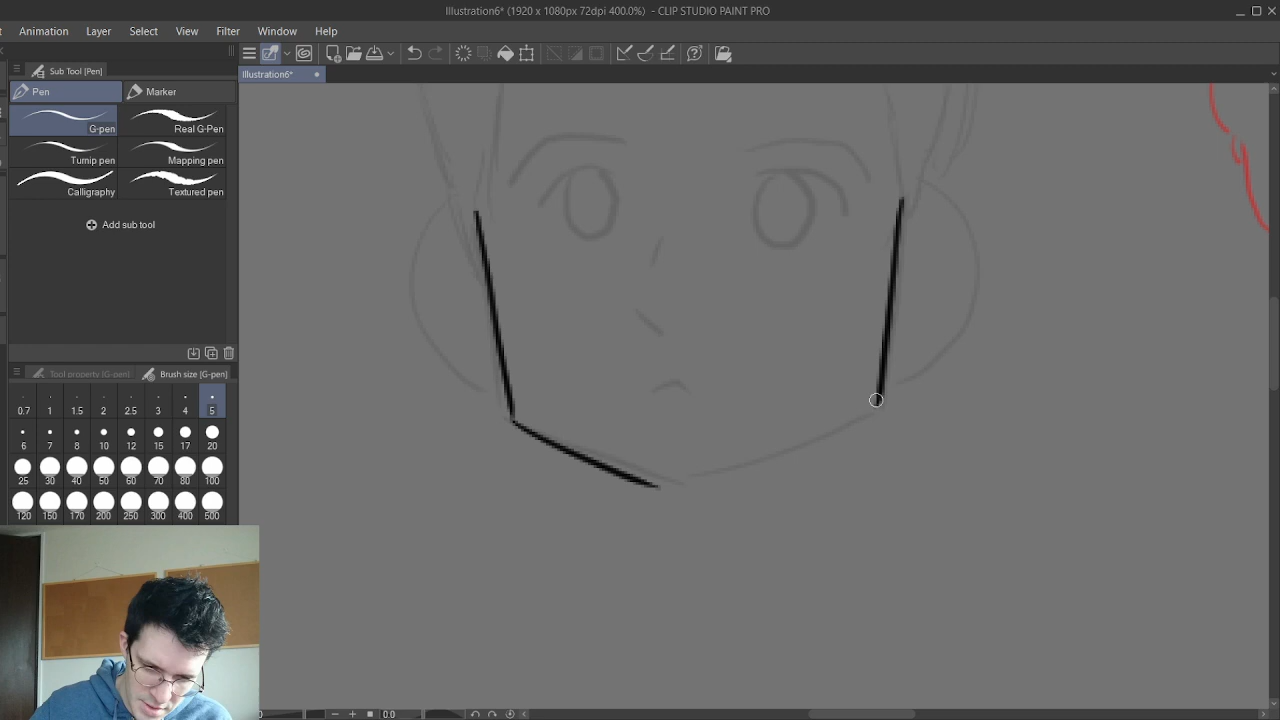 Illustration6* (1920 x 1080px 72dpi 400.0%) - CLIP STUDIO PAINT PRO
Animation Layer Select View Filter Window Help
Sub Tool [Pen]
Illustration6*
Pen Marker
G-pen Real G-Pen
Turnip pen Mapping pen
Calligraphy Textured pen
Add sub tool
Tool property [G-pen] Brush size [G-pen]
0.7 1 1.5 2 2.5 3 4 5
6 7 8 10 12 15 17 20
25 30 40 50 60 70 80 100
120 150 170 200 250 300 400 500
0.0